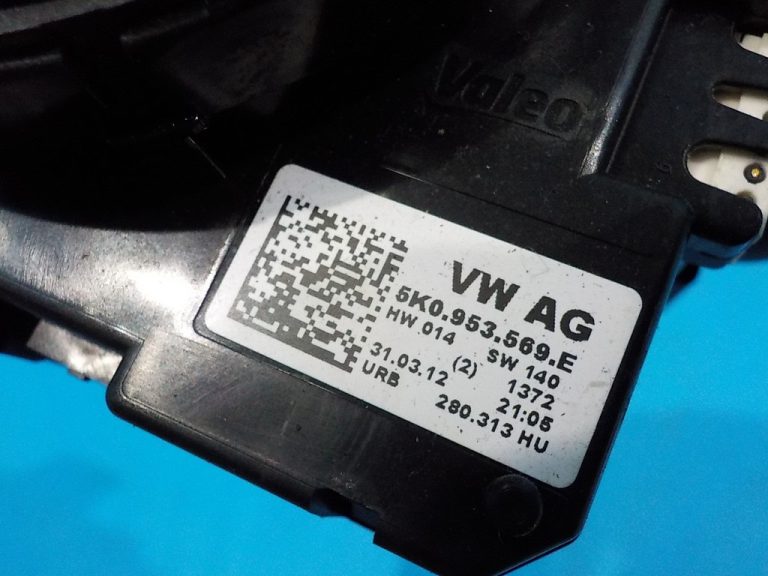 Valeo
VW AG
5K0.953.569.E
HW 014 SW 140
(2) 1372
31.03.12 21:05
URB 280.313 HU